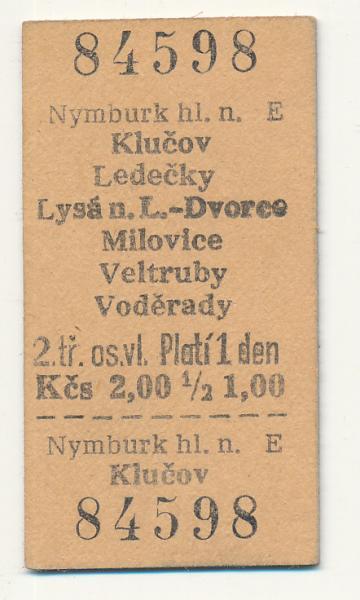 84598
Nymburk hl. n. E
Klučov
Ledečky
Lysá n. L.-Dvorce
Milovice
Veltruby
Voděrady
2.tř. os.vl. Platí 1 den
Kčs 2,00 ½ 1,00
Nymburk hl. n. E
Klučov
84598